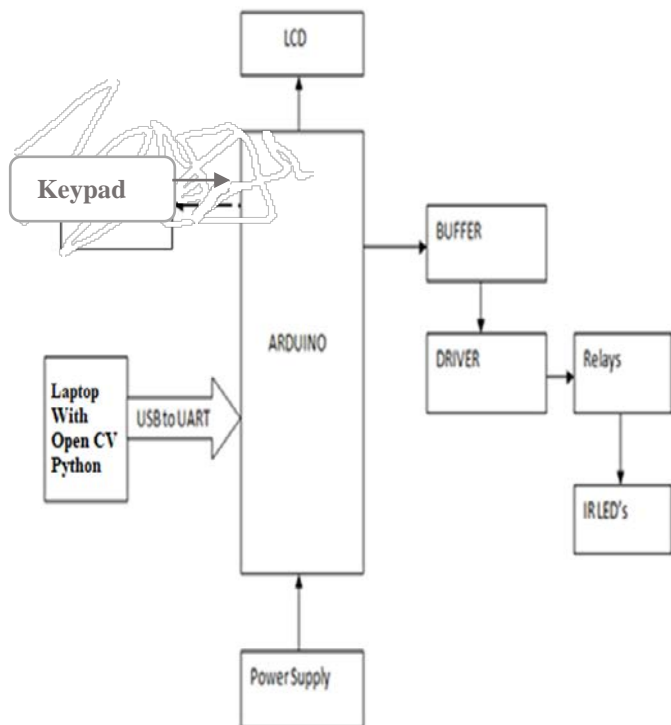 LCD
Keypad
BUFFER
ARDUINO
DRIVER
Relays
Laptop
With
Open CV
Python
USB to UART
IR LED's
Power Supply